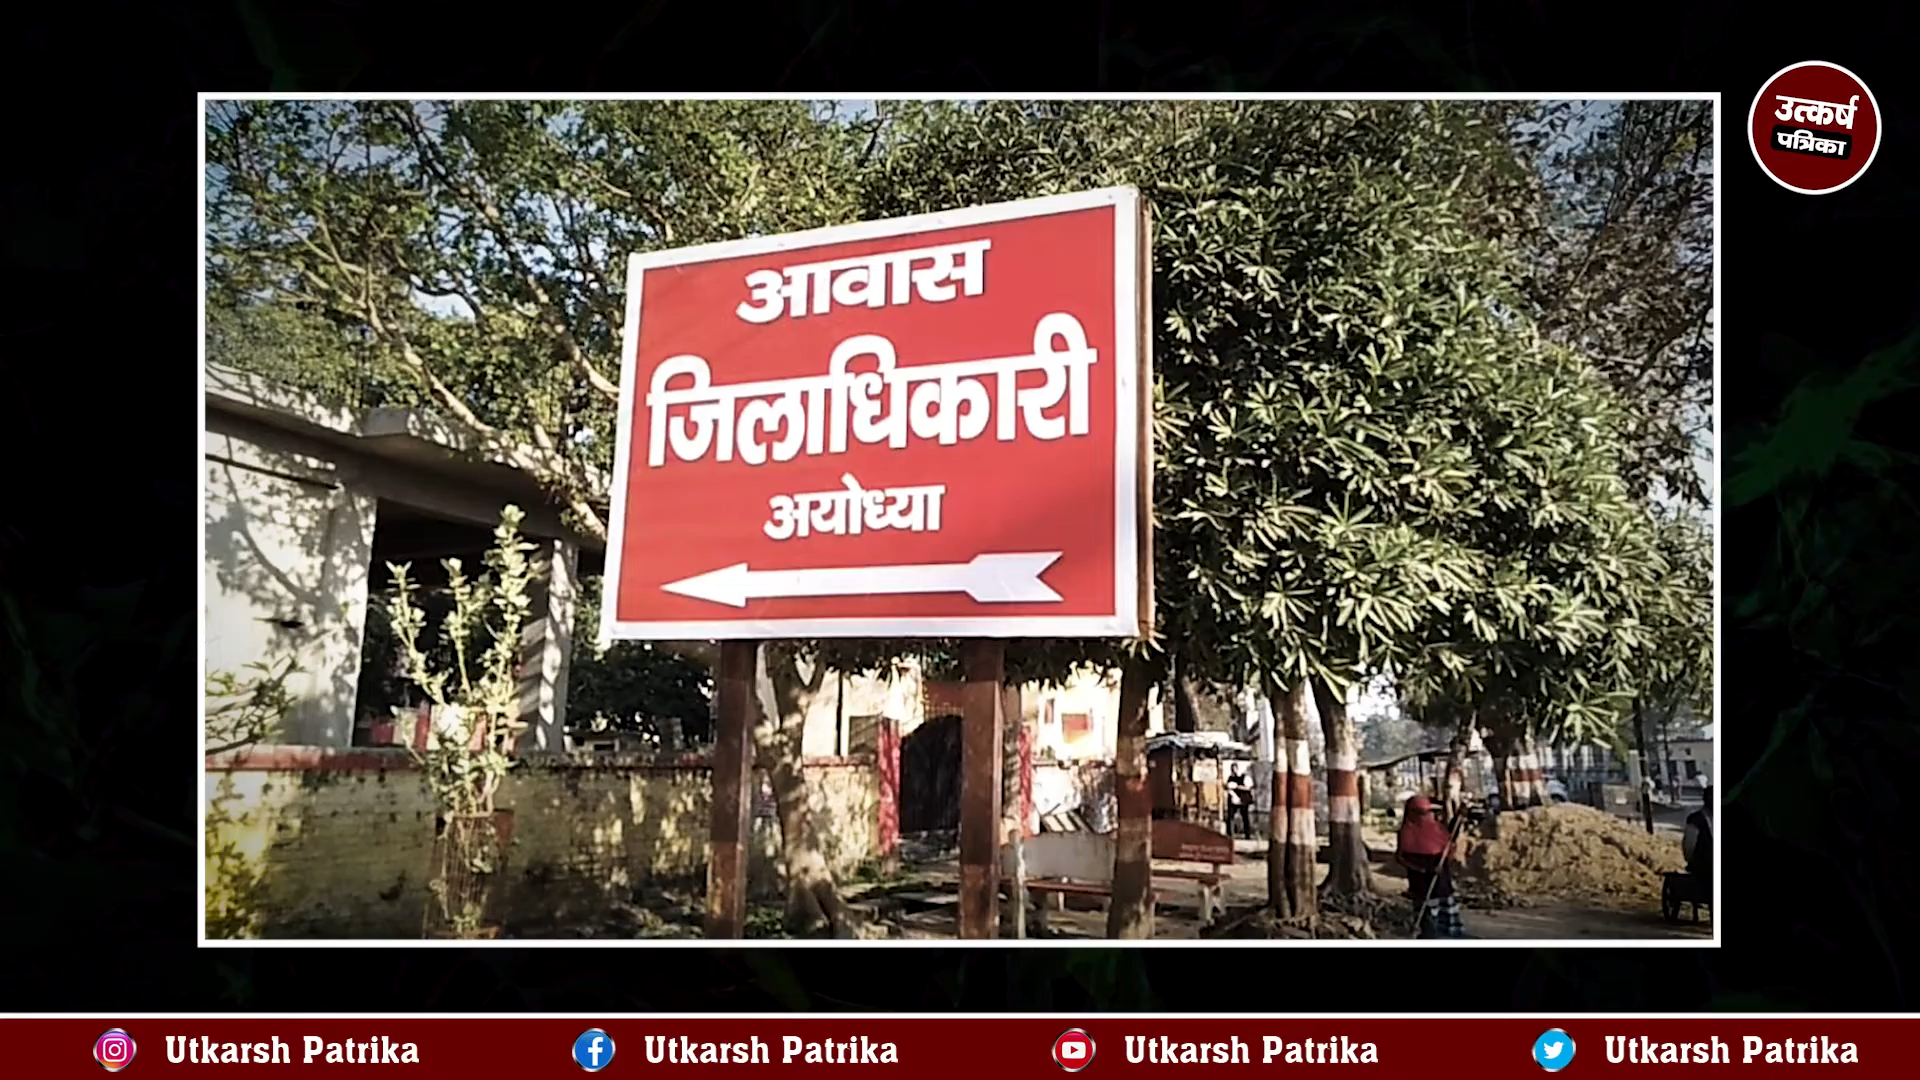 उत्कर्ष
पत्रिका
आवास
जिलाधिकारी
अयोध्या
Utkarsh Patrika
Utkarsh Patrika
Utkarsh Patrika
Utkarsh Patrika